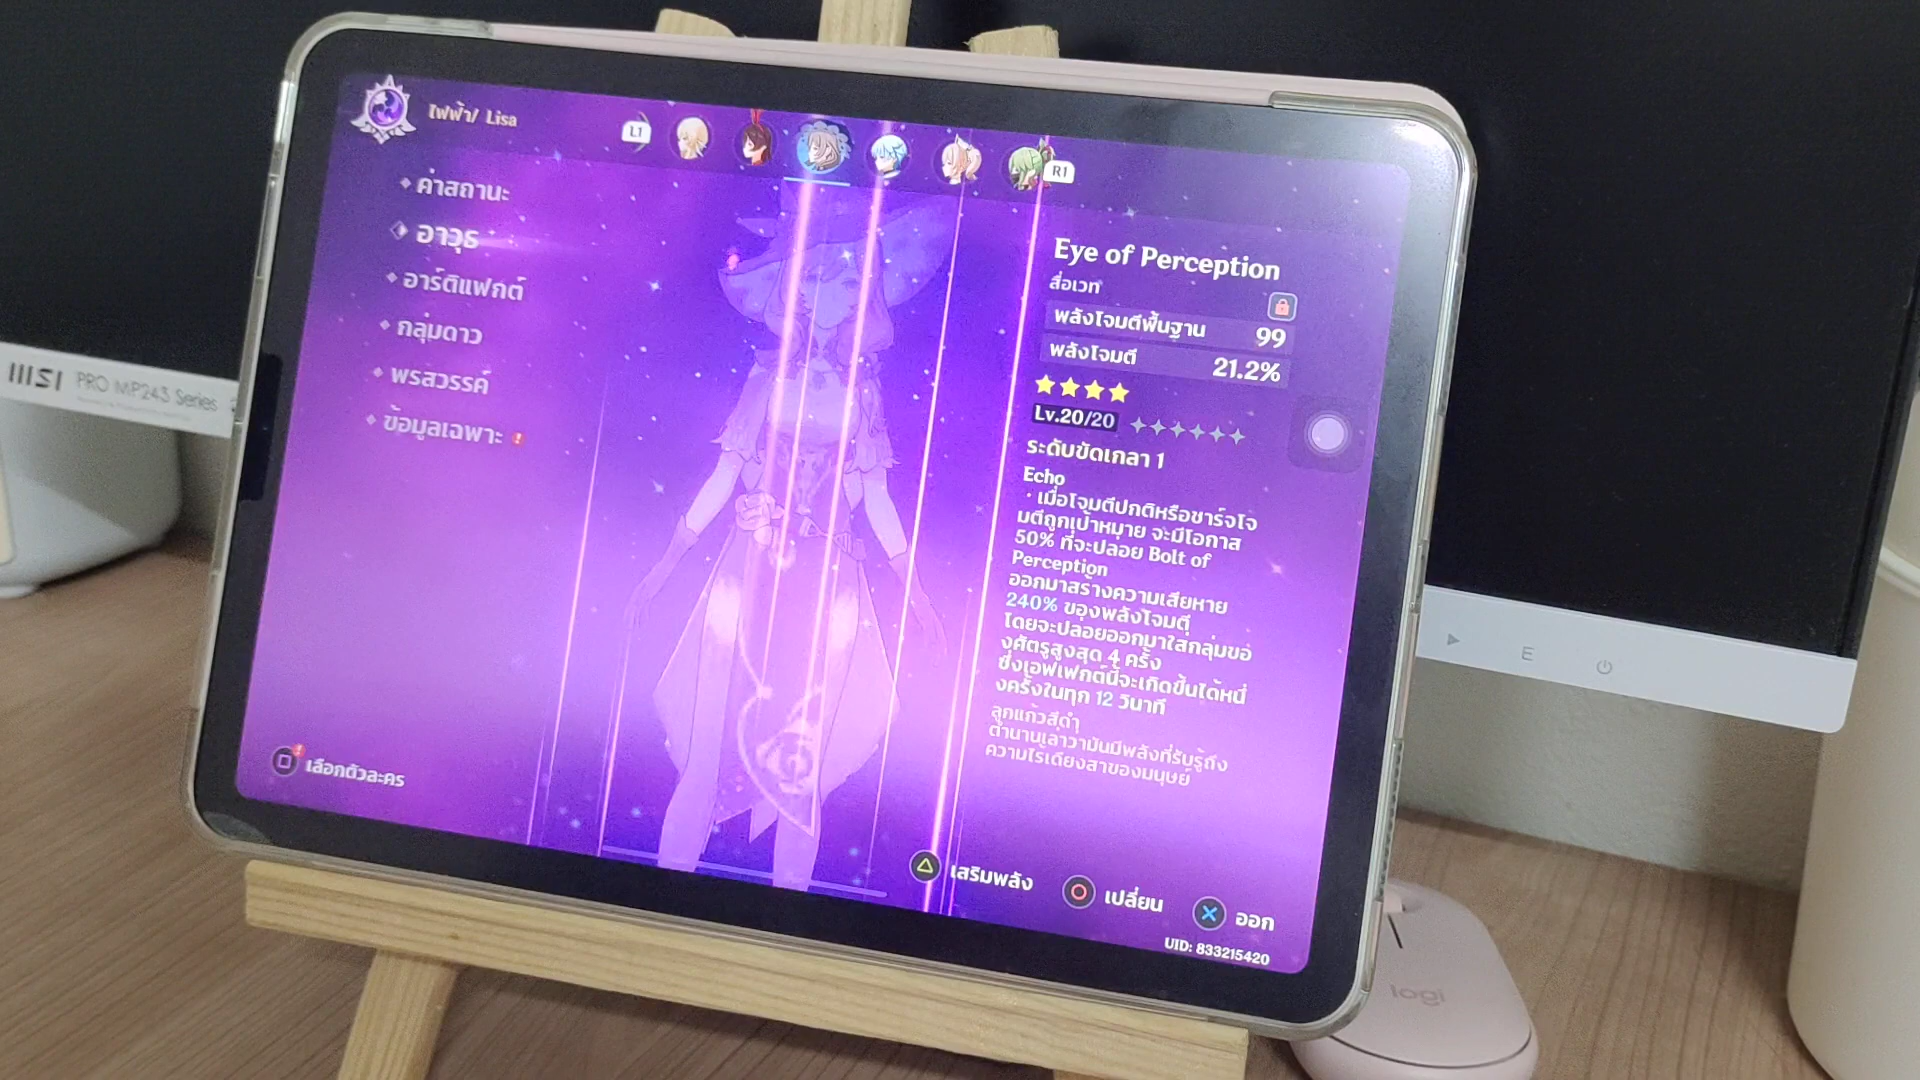 ไฟฟ้า/ Lisa
L1
R1
ค่าสถานะ
อาวุธ
อาร์ติแฟกต์
กลุ่มดาว
พรสวรรค์
ข้อมูลเฉพาะ
Eye of Perception
สื่อเวท
พลังโจมตีพื้นฐาน 99
พลังโจมตี 21.2%
Lv.20/20
ระดับขัดเกลา 1
Echo
· เมื่อโจมตีปกติหรือชาร์จโจ
มตีถูกเป้าหมาย จะมีโอกาส
50% ที่จะปล่อย Bolt of
Perception
ออกมาสร้างความเสียหาย
240% ของพลังโจมตี
โดยจะปล่อยออกมาใส่กลุ่มขอ
งศัตรูสูงสุด 4 ครั้ง
ซึ่งเอฟเฟกต์นี้จะเกิดขึ้นได้หนึ่
งครั้งในทุก 12 วินาที
ลูกแก้วสีดำ
ตำนานเล่าว่ามันมีพลังที่รับรู้ถึง
ความไร้เดียงสาของมนุษย์
เลือกตัวละคร
เสริมพลัง
เปลี่ยน
ออก
UID: 833215420
msi PRO MP243 Series
E
logi